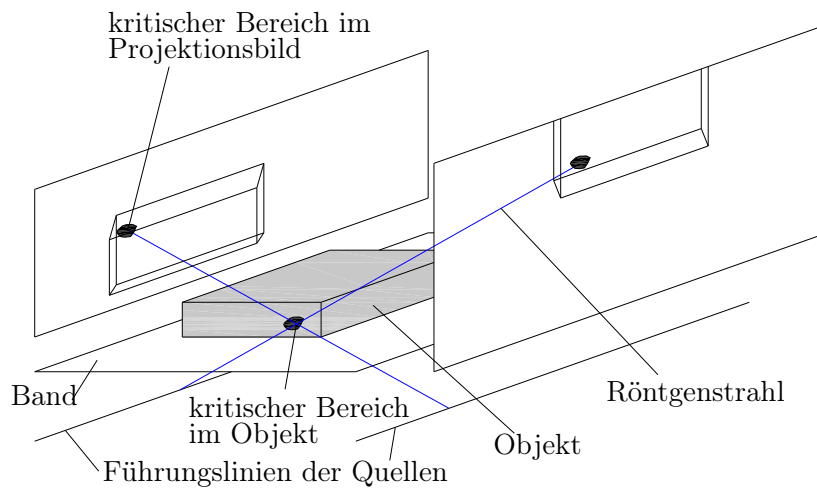 kritischer Bereich im
Projektionsbild
Band
kritischer Bereich
im Objekt
Röntgenstrahl
Objekt
Führungslinien der Quellen